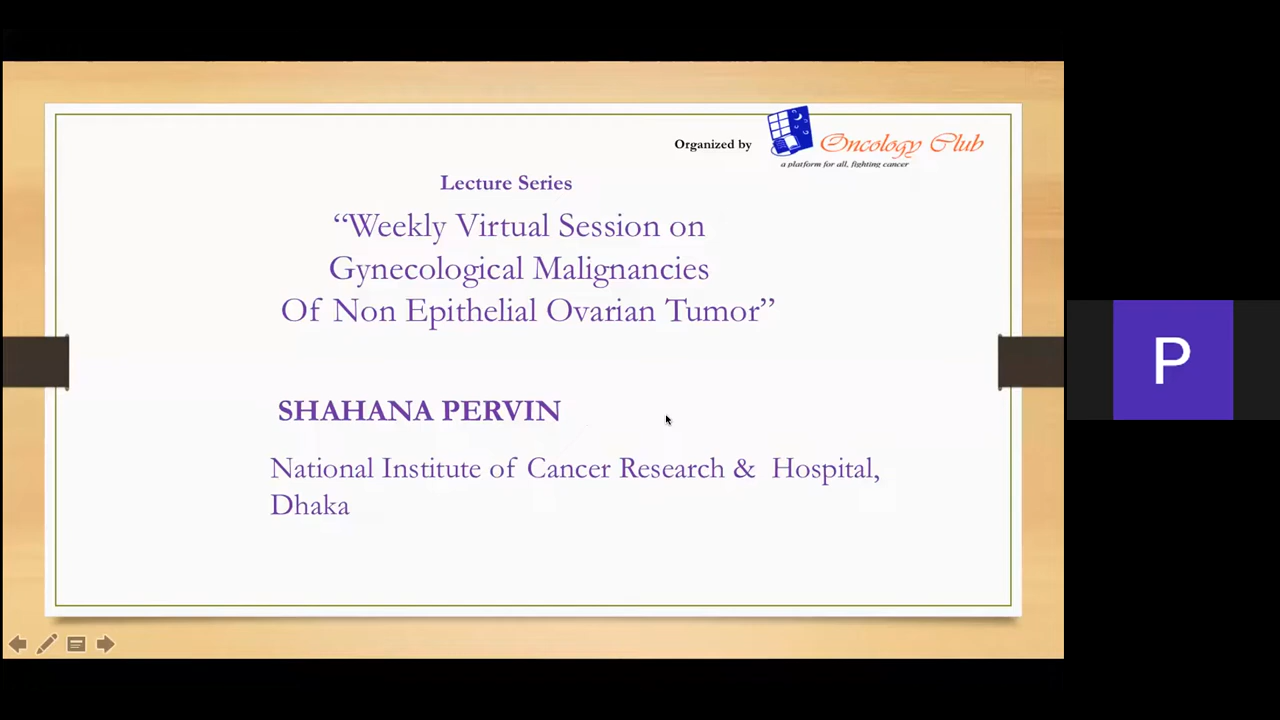 Organized by
Oncology Club
a platform for all, fighting cancer
Lecture Series
“Weekly Virtual Session on
Gynecological Malignancies
Of Non Epithelial Ovarian Tumor”
SHAHANA PERVIN
National Institute of Cancer Research & Hospital,
Dhaka
P